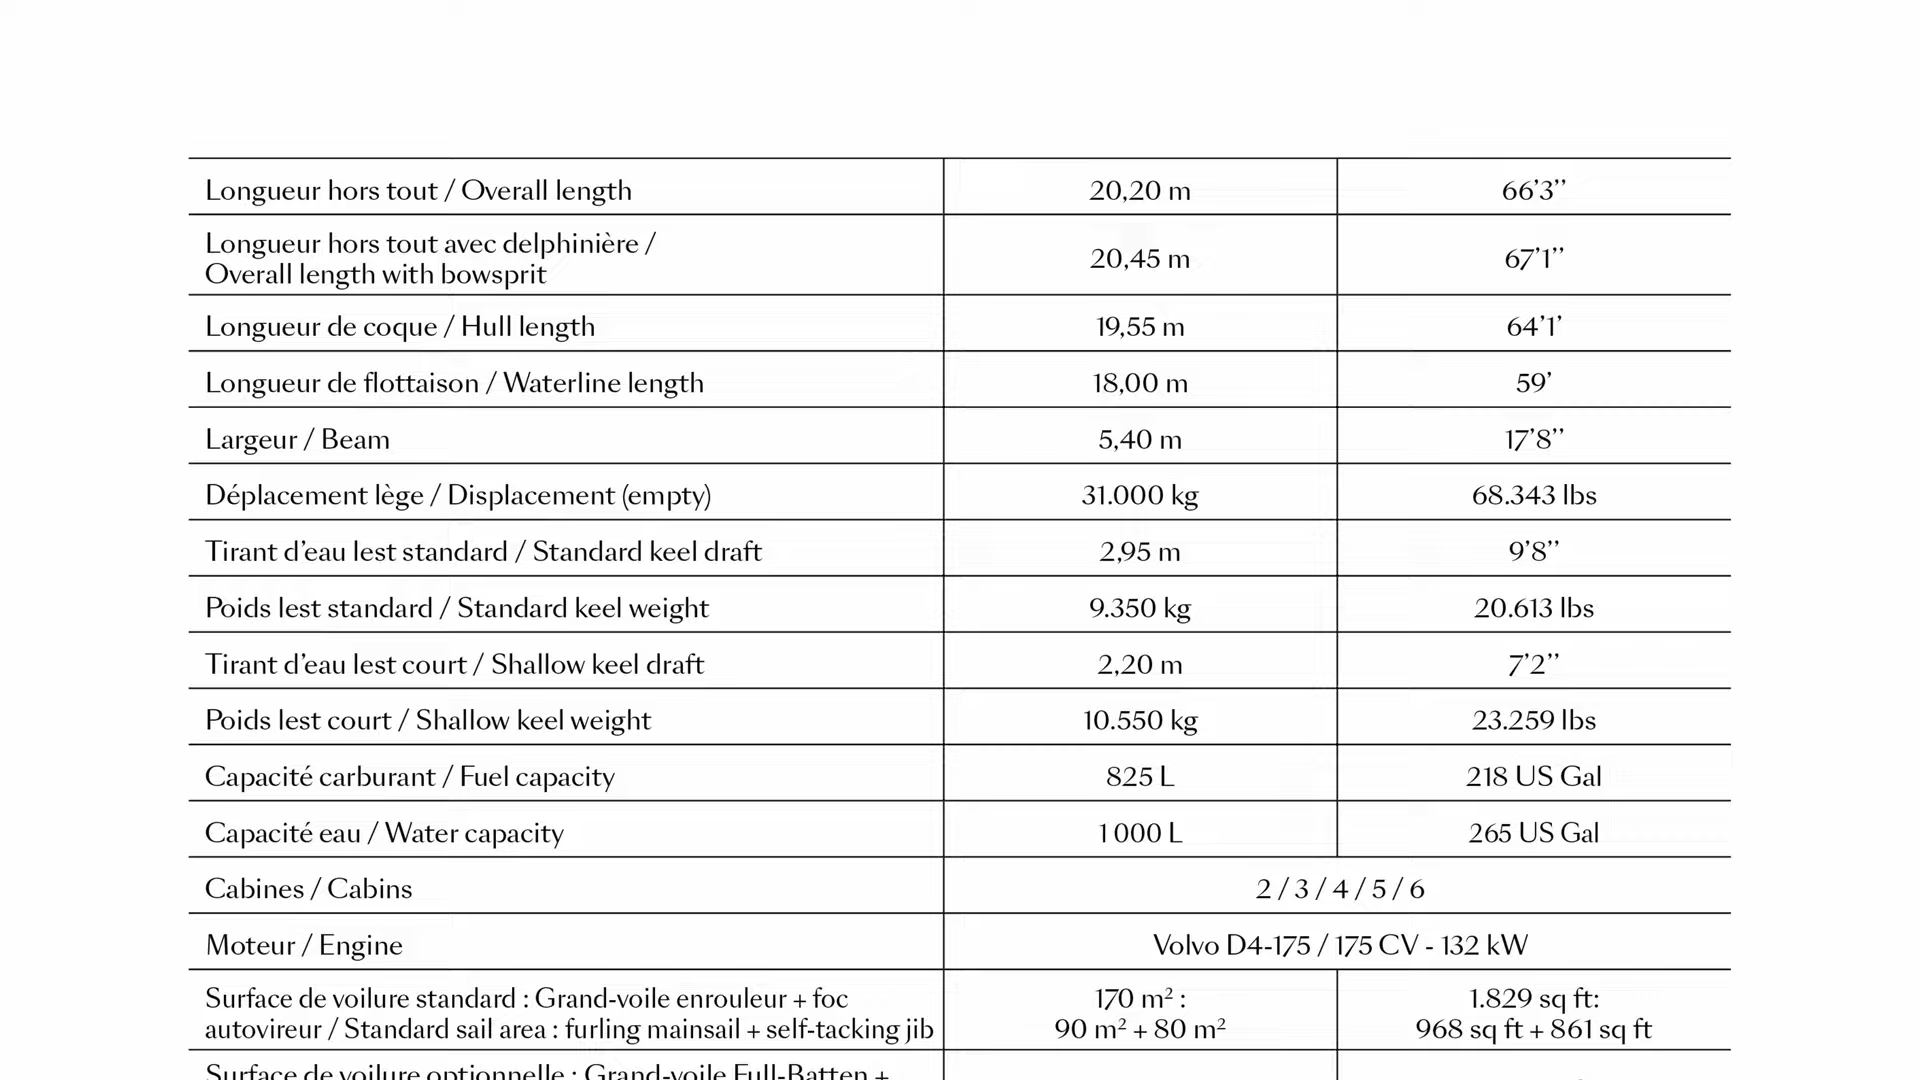 Longueur hors tout / Overall length 20,20 m 66’3’’
Longueur hors tout avec delphinière /
Overall length with bowsprit 20,45 m 67’1’’
Longueur de coque / Hull length 19,55 m 64’1’
Longueur de flottaison / Waterline length 18,00 m 59’
Largeur / Beam 5,40 m 17’8’’
Déplacement lège / Displacement (empty) 31.000 kg 68.343 lbs
Tirant d’eau lest standard / Standard keel draft 2,95 m 9’8’’
Poids lest standard / Standard keel weight 9.350 kg 20.613 lbs
Tirant d’eau lest court / Shallow keel draft 2,20 m 7’2’’
Poids lest court / Shallow keel weight 10.550 kg 23.259 lbs
Capacité carburant / Fuel capacity 825 L 218 US Gal
Capacité eau / Water capacity 1 000 L 265 US Gal
Cabines / Cabins 2 / 3 / 4 / 5 / 6
Moteur / Engine Volvo D4-175 / 175 CV - 132 kW
Surface de voilure standard : Grand-voile enrouleur + foc 170 m² : 1.829 sq ft:
autovireur / Standard sail area : furling mainsail + self-tacking jib 90 m² + 80 m² 968 sq ft + 861 sq ft
Surface de voilure optionnelle : Grand-voile Full-Batten +